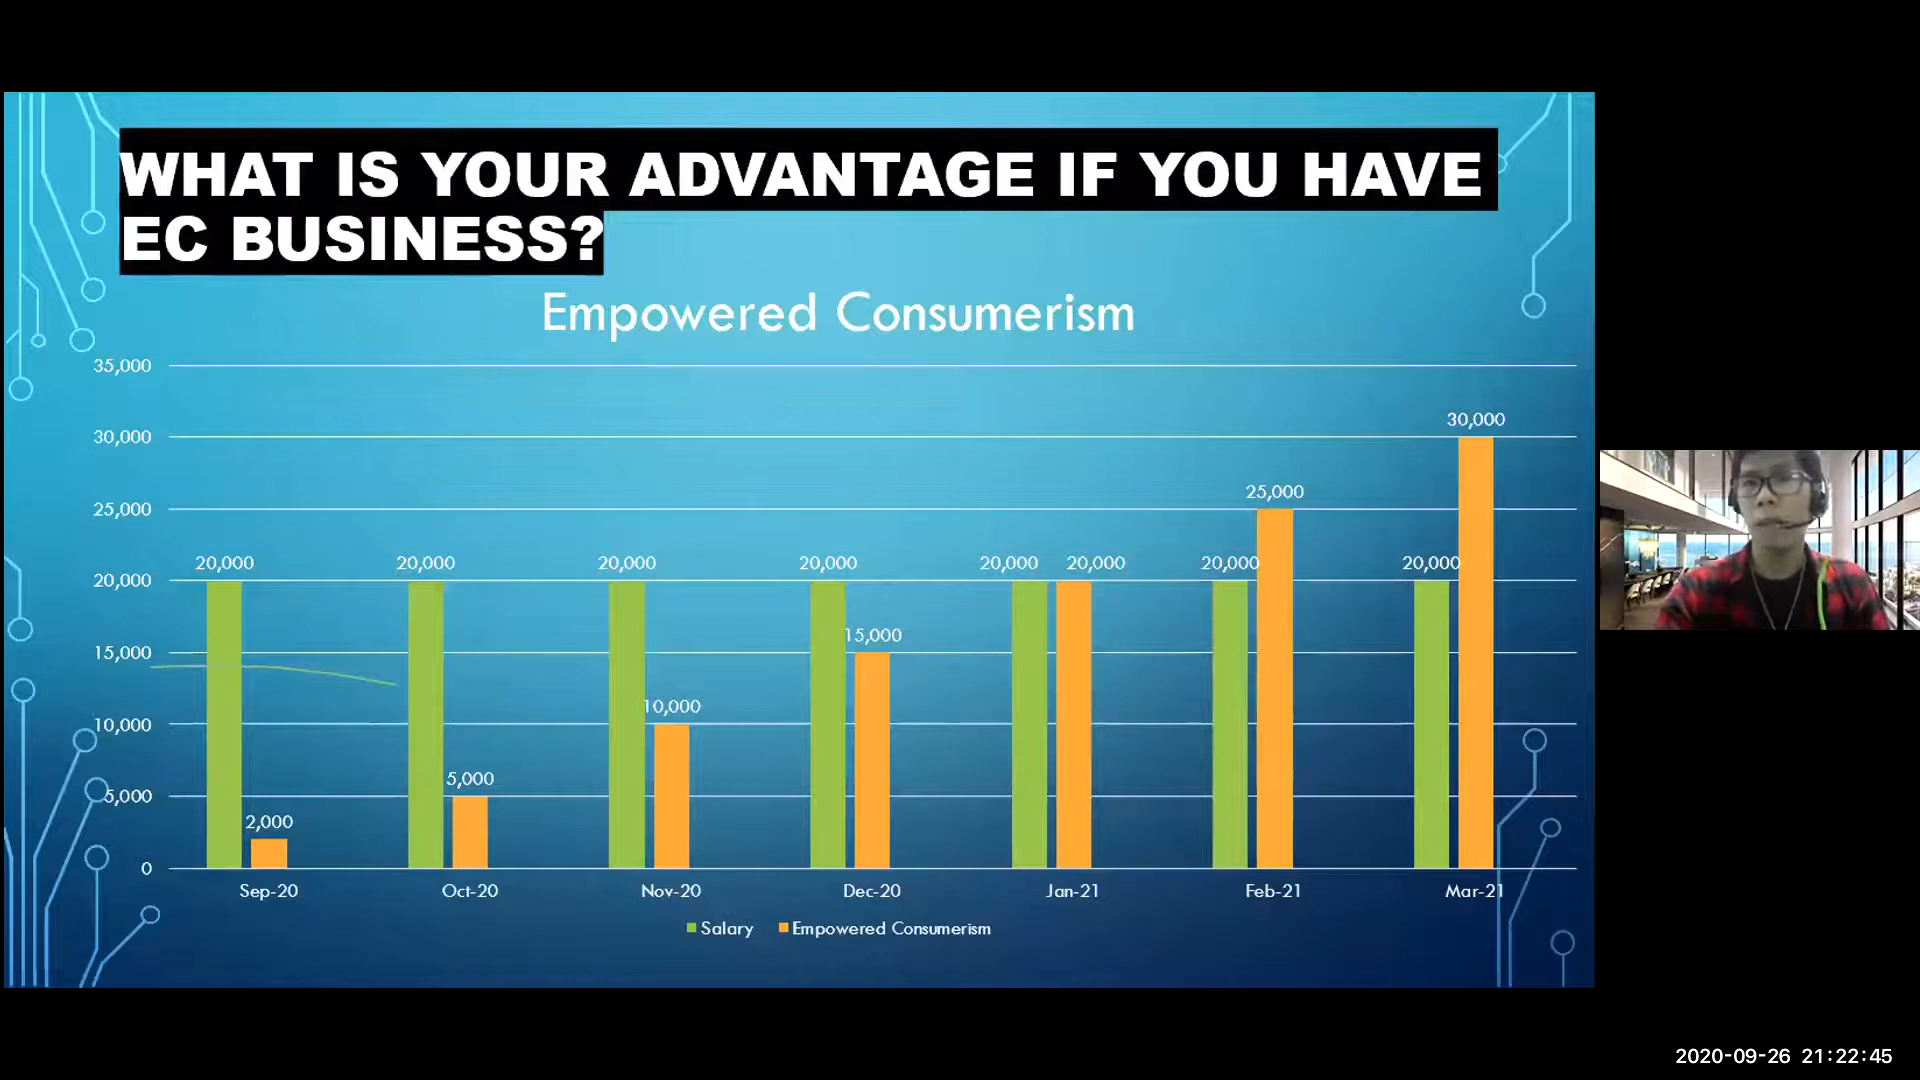 WHAT IS YOUR ADVANTAGE IF YOU HAVE
EC BUSINESS?
Empowered Consumerism
35,000
30,000
25,000
20,000
15,000
10,000
5,000
0
20,000
2,000
20,000
5,000
20,000
10,000
20,000
15,000
20,000
20,000
20,000
25,000
20,000
30,000
Sep-20
Oct-20
Nov-20
Dec-20
Jan-21
Feb-21
Mar-21
Salary
Empowered Consumerism
2020-09-26 21:22:45